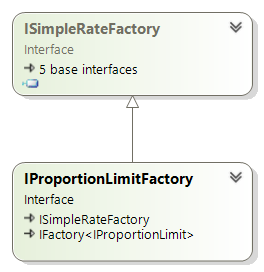 ISimpleRateFactory
Interface
5 base interfaces
IProportionLimitFactory
Interface
ISimpleRateFactory
IFactory<IProportionLimit>